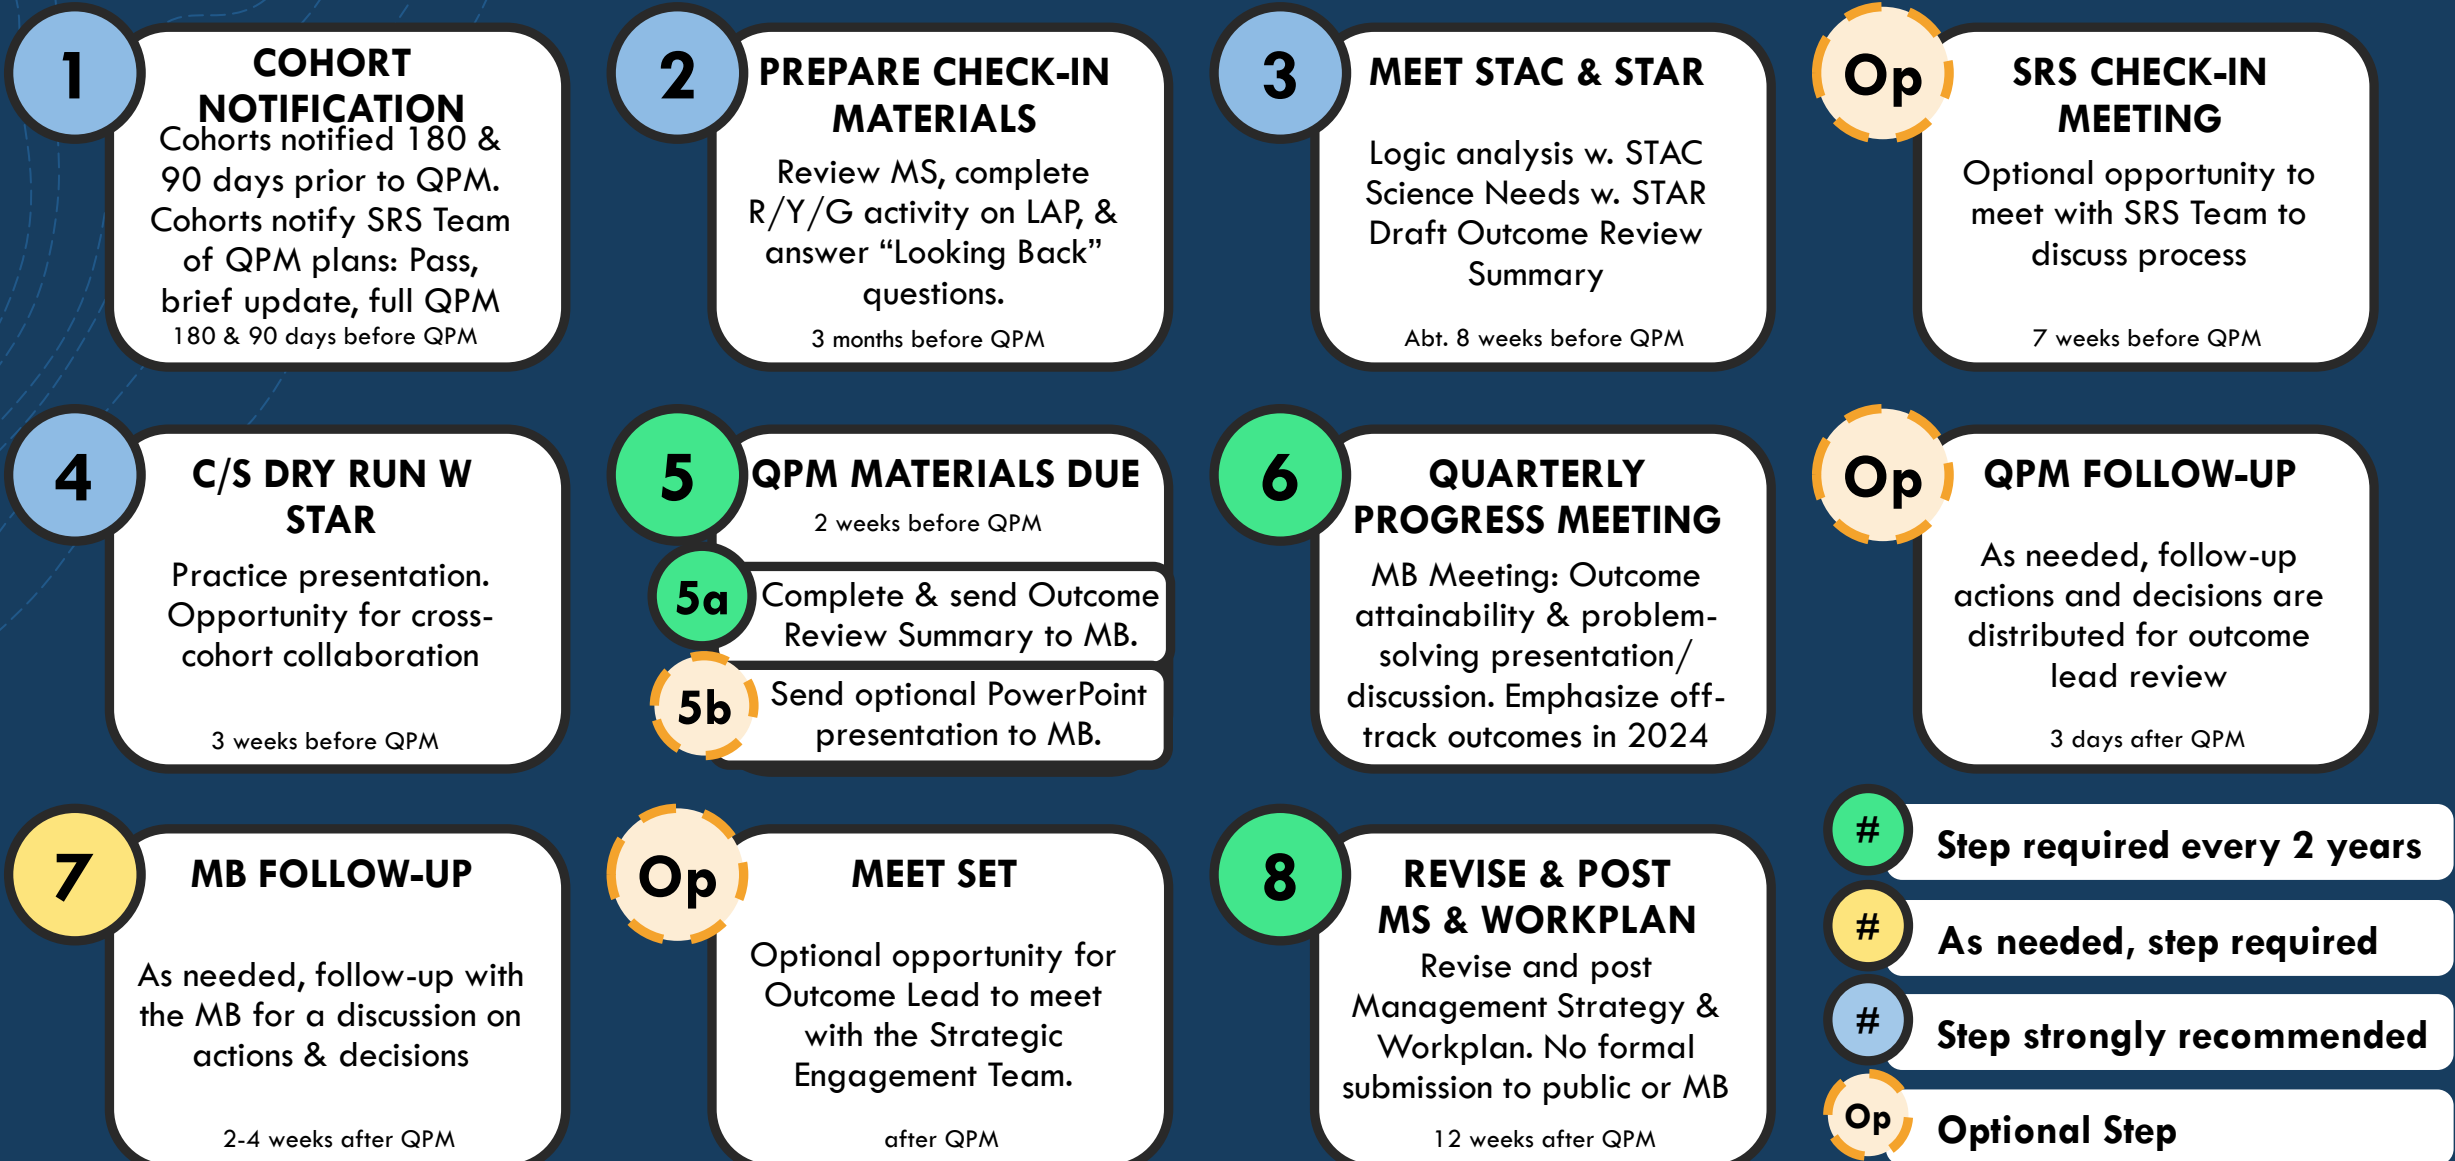 1
COHORT
NOTIFICATION
Cohorts notified 180 &
90 days prior to QPM.
Cohorts notify SRS Team
of QPM plans: Pass,
brief update, full QPM
180 & 90 days before QPM
2
PREPARE CHECK-IN
MATERIALS
Review MS, complete
R/Y/G activity on LAP, &
answer “Looking Back”
questions.
3 months before QPM
3
MEET STAC & STAR
Logic analysis w. STAC
Science Needs w. STAR
Draft Outcome Review
Summary
Abt. 8 weeks before QPM
Op
SRS CHECK-IN
MEETING
Optional opportunity to
meet with SRS Team to
discuss process
7 weeks before QPM
4
C/S DRY RUN W
STAR
Practice presentation.
Opportunity for cross-
cohort collaboration
3 weeks before QPM
5
QPM MATERIALS DUE
2 weeks before QPM
5a
Complete & send Outcome
Review Summary to MB.
5b
Send optional PowerPoint
presentation to MB.
6
QUARTERLY
PROGRESS MEETING
MB Meeting: Outcome
attainability & problem-
solving presentation/
discussion. Emphasize off-
track outcomes in 2024
Op
QPM FOLLOW-UP
As needed, follow-up
actions and decisions are
distributed for outcome
lead review
3 days after QPM
7
MB FOLLOW-UP
As needed, follow-up with
the MB for a discussion on
actions & decisions
2-4 weeks after QPM
Op
MEET SET
Optional opportunity for
Outcome Lead to meet
with the Strategic
Engagement Team.
after QPM
8
REVISE & POST
MS & WORKPLAN
Revise and post
Management Strategy &
Workplan. No formal
submission to public or MB
12 weeks after QPM
# Step required every 2 years
# As needed, step required
# Step strongly recommended
Op Optional Step